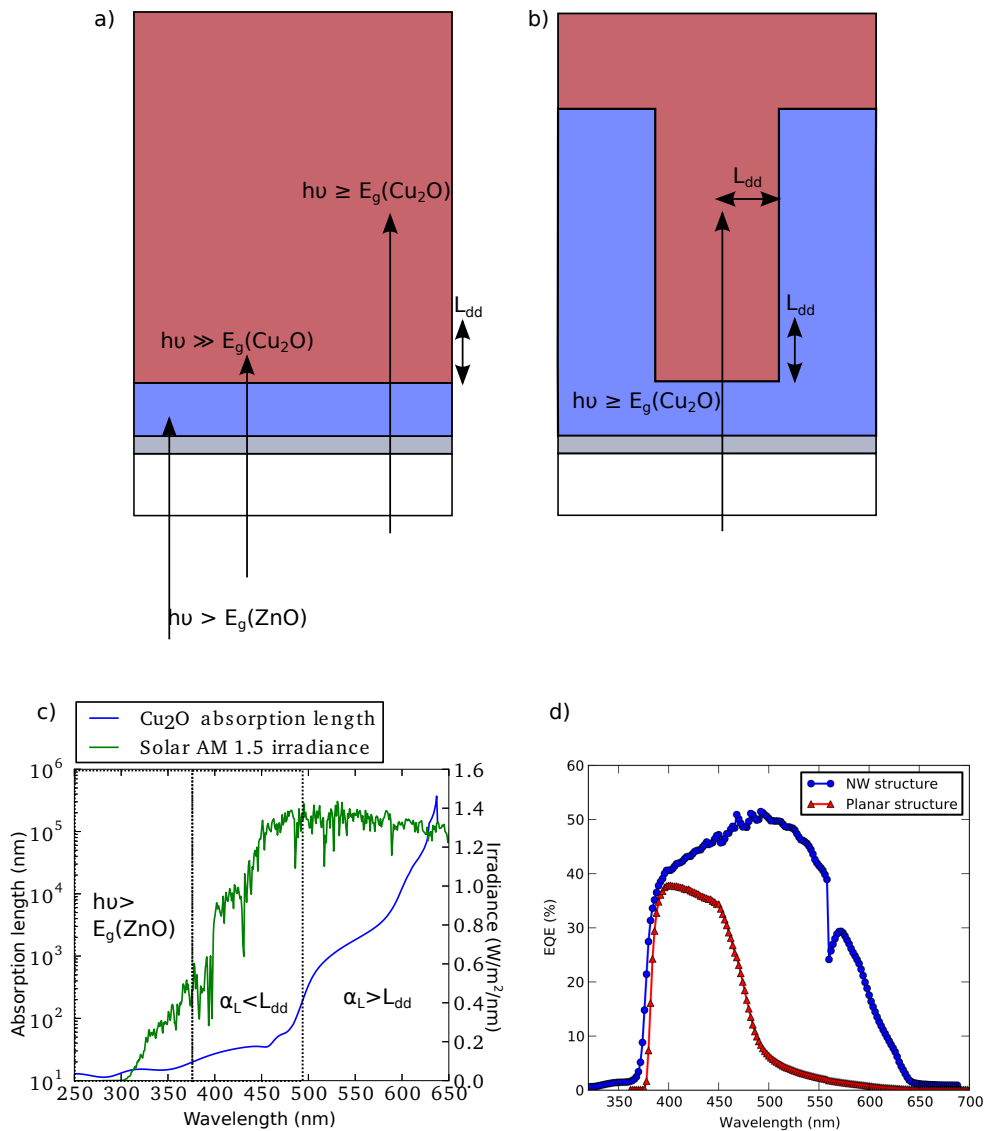 a)
hυ ≥ E_g(Cu₂O)
L_dd
hυ ≫ E_g(Cu₂O)
hυ > E_g(ZnO)
b)
L_dd
L_dd
hυ ≥ E_g(Cu₂O)
c)
Cu₂O absorption length
Solar AM 1.5 irradiance
10⁶
10⁵
10⁴
10³
10²
10¹
Absorption length (nm)
hυ>
E_g(ZnO)
α_L<L_dd
α_L>L_dd
1.6
1.4
1.2
1.0
0.8
0.6
0.4
0.2
0.0
Irradiance (W/m²/nm)
250 300 350 400 450 500 550 600 650
Wavelength (nm)
d)
NW structure
Planar structure
60
50
40
30
20
10
0
EQE (%)
350 400 450 500 550 600 650 700
Wavelength (nm)